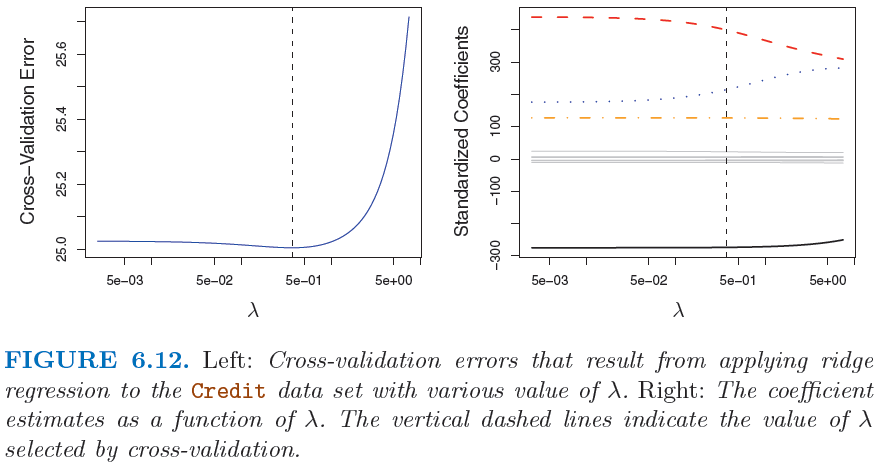 Cross−Validation Error
25.0 25.2 25.4 25.6
5e−03 5e−02 5e−01 5e+00
λ
Standardized Coefficients
−300 −100 0 100 300
5e−03 5e−02 5e−01 5e+00
λ
FIGURE 6.12. Left: Cross-validation errors that result from applying ridge
regression to the Credit data set with various value of λ. Right: The coefficient
estimates as a function of λ. The vertical dashed lines indicate the value of λ
selected by cross-validation.